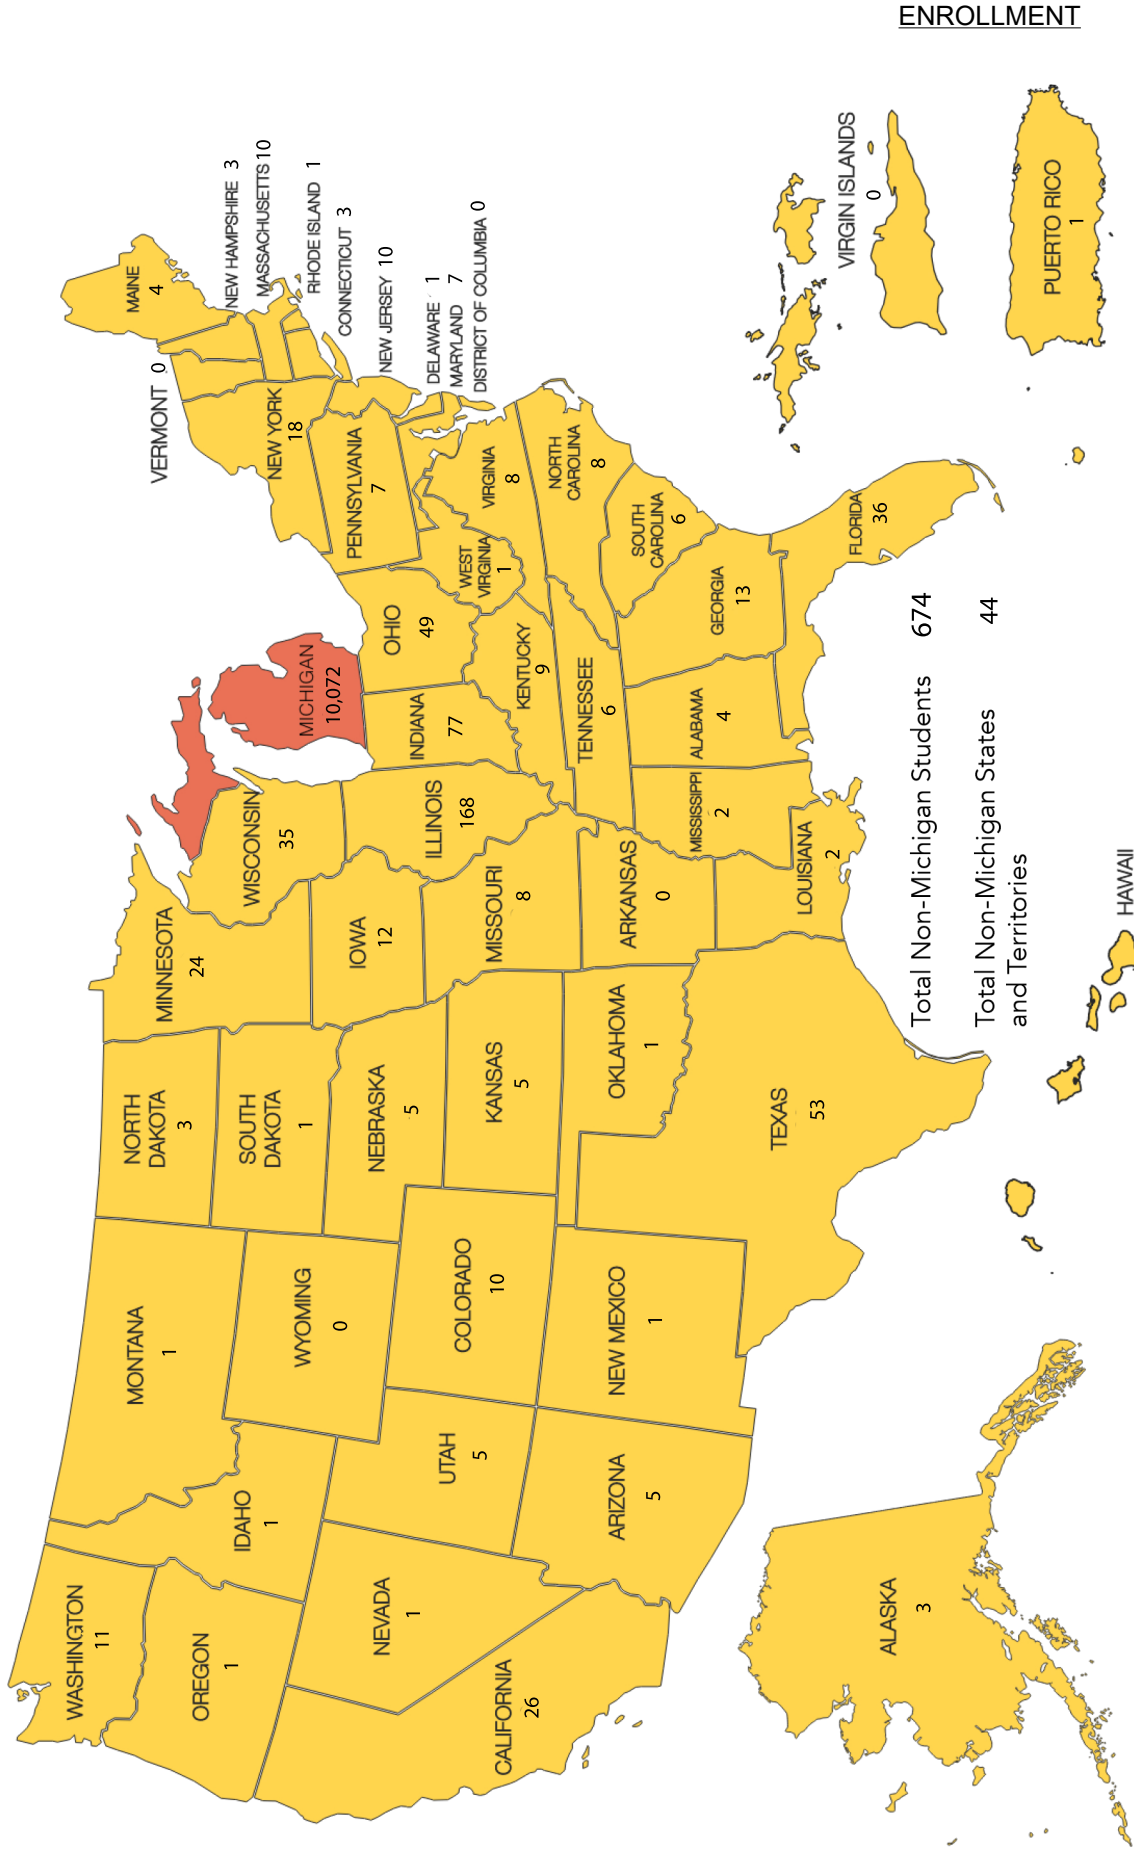 ENROLLMENT
WASHINGTON
11
OREGON
1
CALIFORNIA
26
NEVADA
1
IDAHO
1
MONTANA
1
WYOMING
0
UTAH
5
ARIZONA
5
COLORADO
10
NEW MEXICO
1
NORTH
DAKOTA
3
SOUTH
DAKOTA
1
NEBRASKA
5
KANSAS
5
OKLAHOMA
1
TEXAS
53
MINNESOTA
24
IOWA
12
MISSOURI
8
ARKANSAS
0
LOUISIANA
2
WISCONSIN
35
ILLINOIS
168
MISSISSIPPI
2
MICHIGAN
10,072
INDIANA
77
KENTUCKY
9
TENNESSEE
6
ALABAMA
4
OHIO
49
WEST
VIRGINIA
1
GEORGIA
13
FLORIDA
36
SOUTH
CAROLINA
6
NORTH
CAROLINA
8
VIRGINIA
8
PENNSYLVANIA
7
NEW YORK
18
VERMONT 0
MAINE
4
NEW HAMPSHIRE 3
MASSACHUSETTS 10
RHODE ISLAND 1
CONNECTICUT 3
NEW JERSEY 10
DELAWARE 1
MARYLAND 7
DISTRICT OF COLUMBIA 0
ALASKA
3
HAWAII
VIRGIN ISLANDS
0
PUERTO RICO
1
Total Non-Michigan Students 674
Total Non-Michigan States 44
and Territories